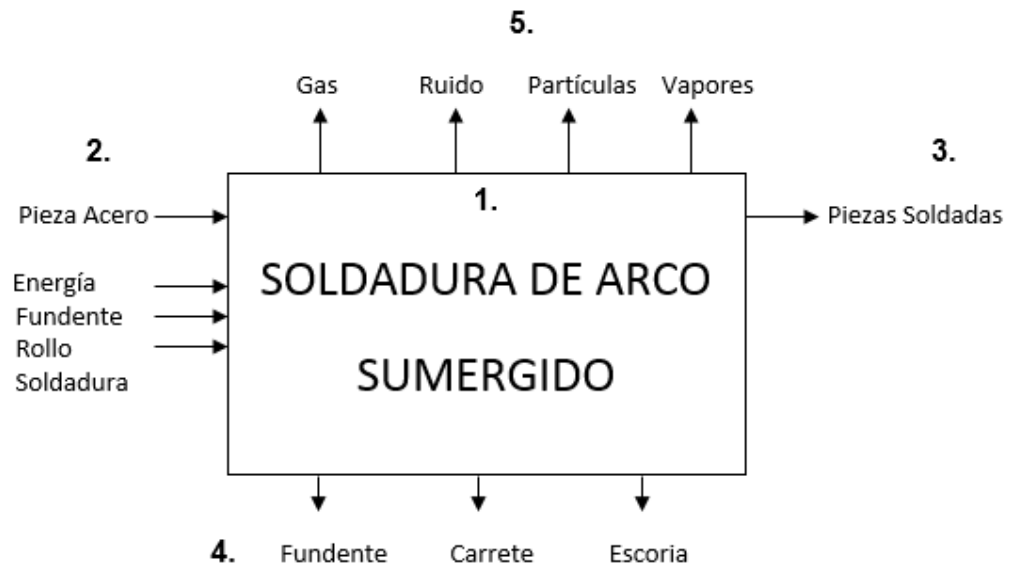 5.
Gas Ruido Partículas Vapores
2.
3.
1.
Pieza Acero
Piezas Soldadas
SOLDADURA DE ARCO
SUMERGIDO
Energía
Fundente
Rollo
Soldadura
4. Fundente Carrete Escoria